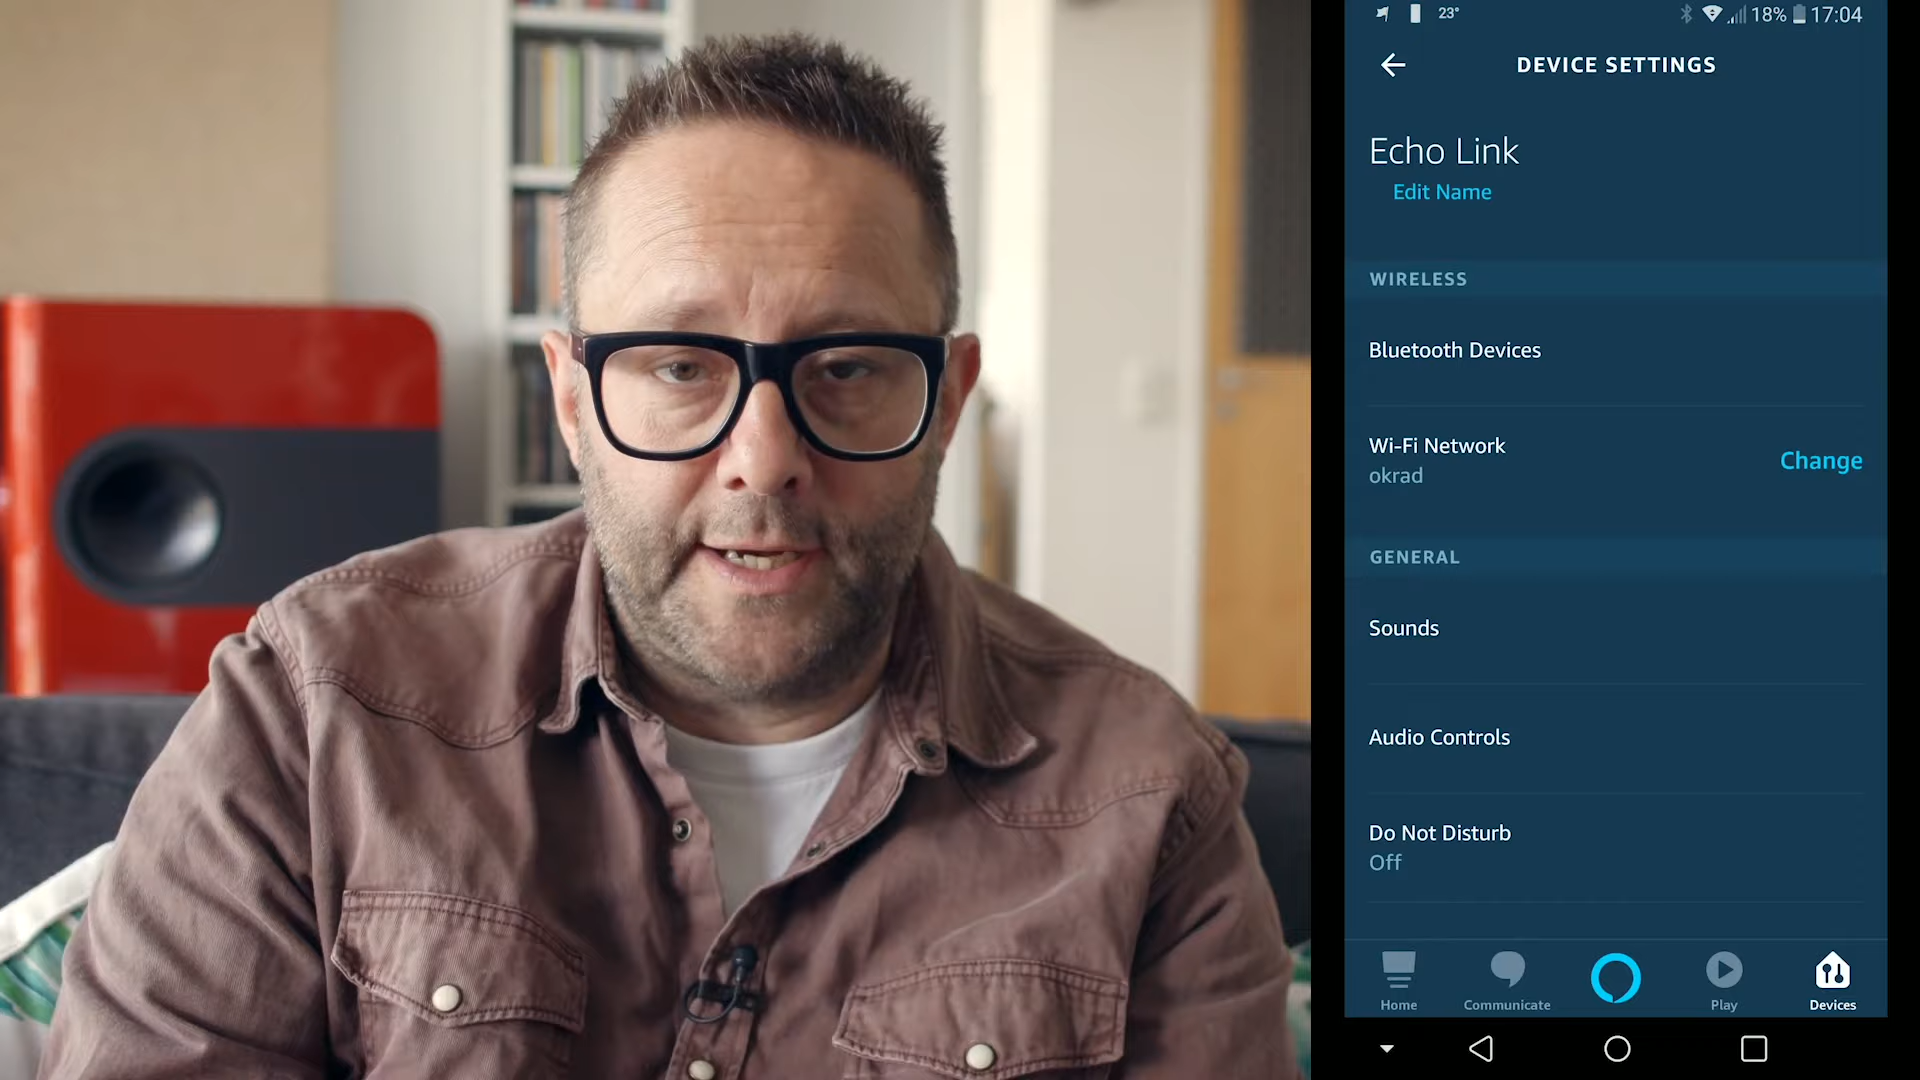 23°
18% 17:04
DEVICE SETTINGS
Echo Link
Edit Name
WIRELESS
Bluetooth Devices
Wi-Fi Network
okrad
Change
GENERAL
Sounds
Audio Controls
Do Not Disturb
Off
Home
Communicate
Play
Devices